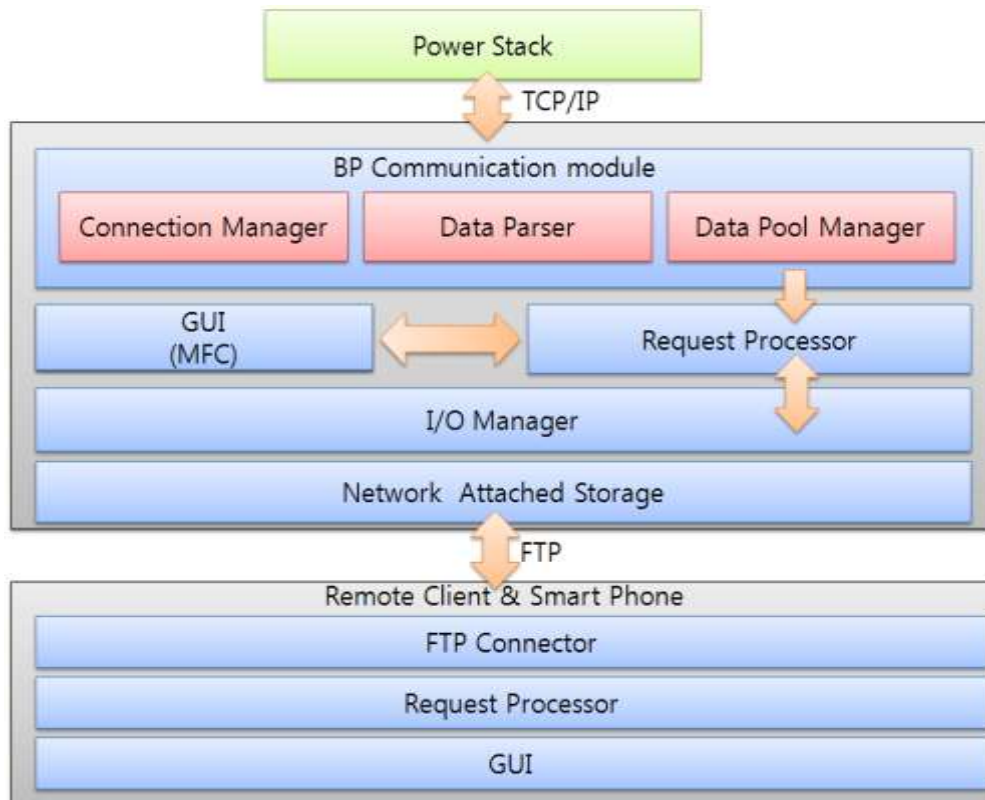 Power Stack
TCP/IP
BP Communication module
Connection Manager
Data Parser
Data Pool Manager
GUI
(MFC)
Request Processor
I/O Manager
Network Attached Storage
FTP
Remote Client & Smart Phone
FTP Connector
Request Processor
GUI